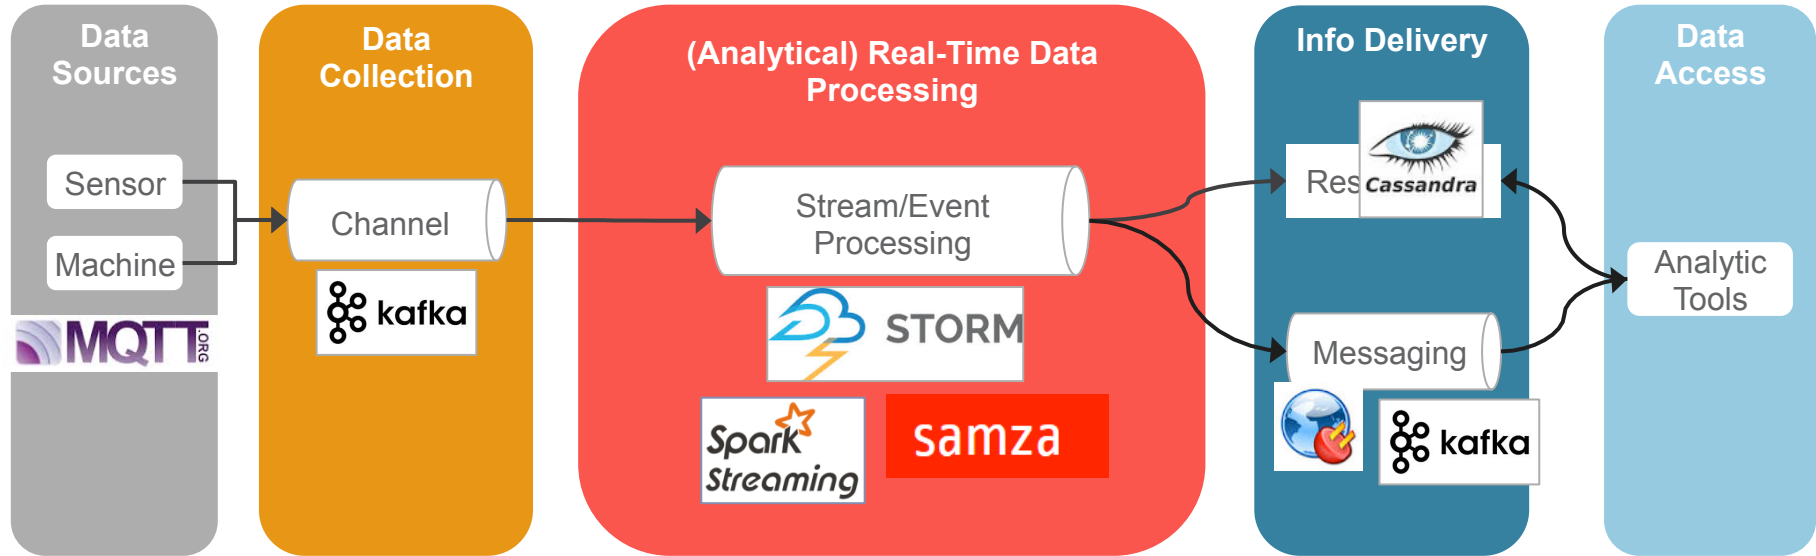 Data
Sources
Data
Collection
(Analytical) Real-Time Data
Processing
Info Delivery
Data
Access
Sensor
Machine
MQTT.ORG
Channel
kafka
Stream/Event
Processing
STORM
Spark
Streaming
samza
Res
Cassandra
Messaging
kafka
Analytic
Tools